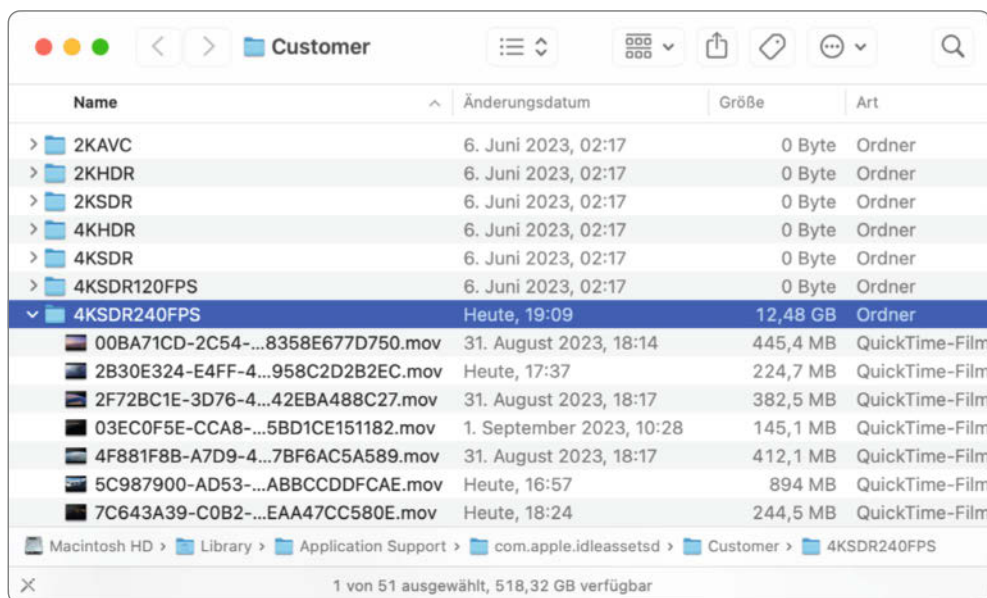 Customer
Name Änderungsdatum Größe Art
2KAVC 6. Juni 2023, 02:17 0 Byte Ordner
2KHDR 6. Juni 2023, 02:17 0 Byte Ordner
2KSDR 6. Juni 2023, 02:17 0 Byte Ordner
4KHDR 6. Juni 2023, 02:17 0 Byte Ordner
4KSDR 6. Juni 2023, 02:17 0 Byte Ordner
4KSDR120FPS 6. Juni 2023, 02:17 0 Byte Ordner
4KSDR240FPS Heute, 19:09 12,48 GB Ordner
00BA71CD-2C54-...8358E677D750.mov 31. August 2023, 18:14 445,4 MB QuickTime-Film
2B30E324-E4FF-4...958C2D2B2EC.mov Heute, 17:37 224,7 MB QuickTime-Film
2F72BC1E-3D76-4...42EBA488C27.mov 31. August 2023, 18:17 382,5 MB QuickTime-Film
03EC0F5E-CCA8-...5BD1CE151182.mov 1. September 2023, 10:28 145,1 MB QuickTime-Film
4F881F8B-A7D9-4...7BF6AC5A589.mov 31. August 2023, 18:17 412,1 MB QuickTime-Film
5C987900-AD53-...ABBCCDDFCAE.mov Heute, 16:57 894 MB QuickTime-Film
7C643A39-C0B2-...EAA47CC580E.mov Heute, 18:24 244,5 MB QuickTime-Film
Macintosh HD › Library › Application Support › com.apple.idleassetsd › Customer › 4KSDR240FPS
1 von 51 ausgewählt, 518,32 GB verfügbar